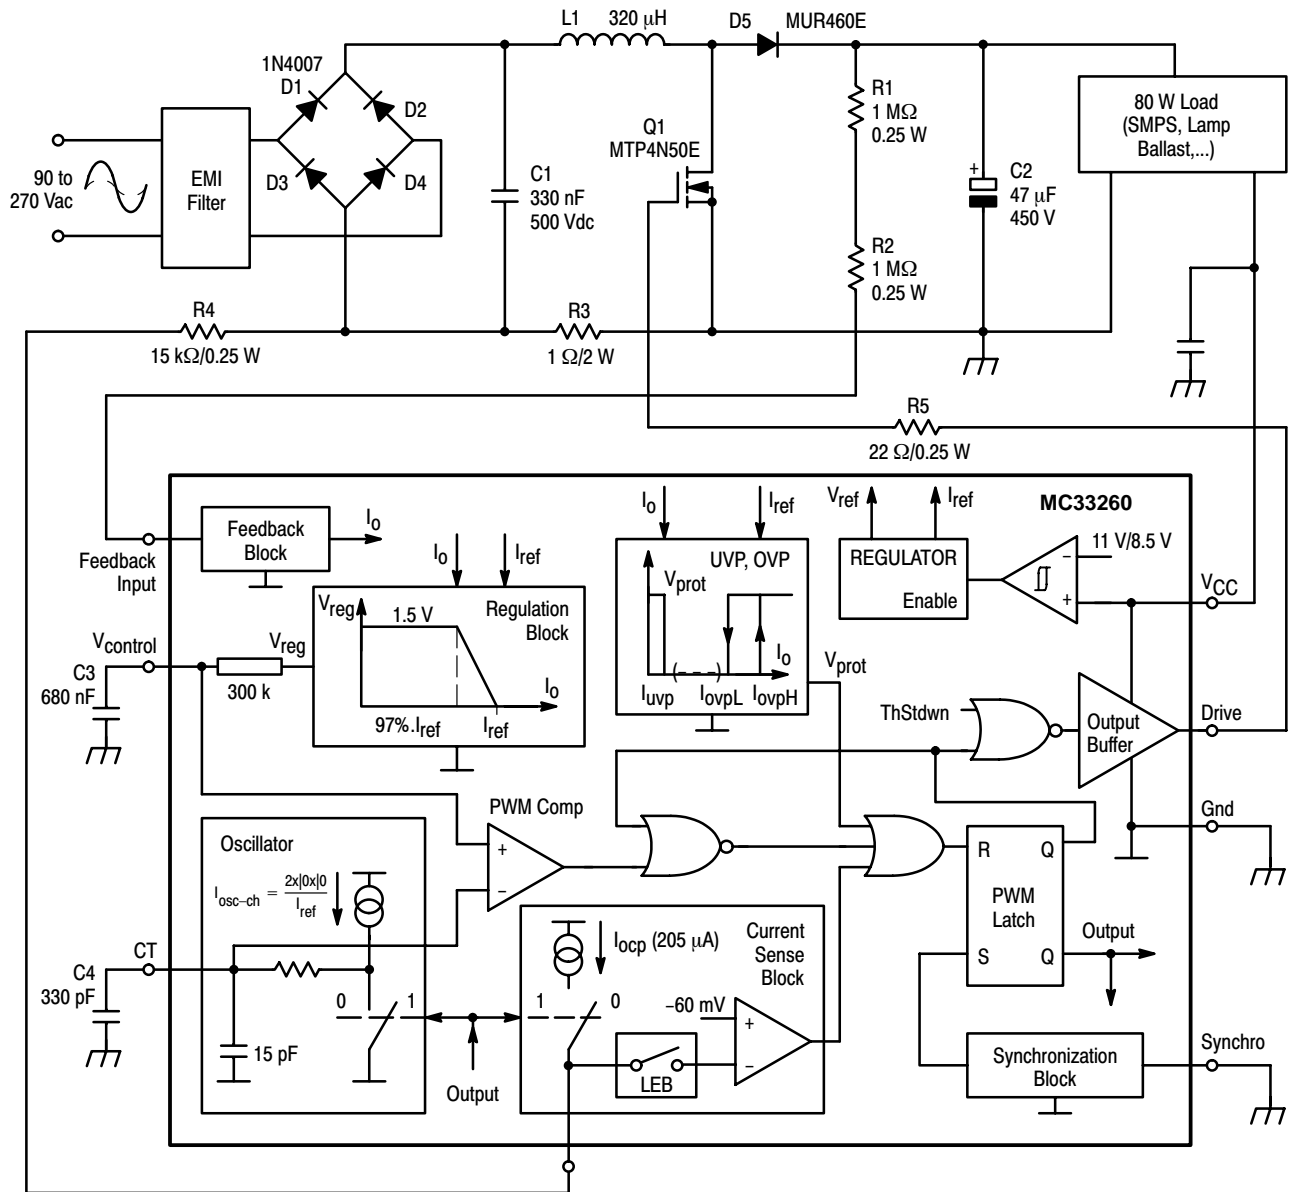 L1 320 μH
D5 MUR460E
1N4007
D1
D2
D3
D4
EMI
Filter
90 to
270 Vac
C1
330 nF
500 Vdc
Q1
MTP4N50E
R1
1 MΩ
0.25 W
R2
1 MΩ
0.25 W
+
C2
47 μF
450 V
80 W Load
(SMPS, Lamp
Ballast,...)
R4
15 kΩ/0.25 W
R3
1 Ω/2 W
R5
22 Ω/0.25 W
MC33260
Feedback
Block
Io
Feedback
Input
Io
Iref
Vreg
1.5 V
Regulation
Block
Io
97%.Iref
Iref
Vcontrol
Vreg
300 k
C3
680 nF
Io
Iref
UVP, OVP
Vprot
Io
(- - - -)
Iuvp
IovpL
IovpH
Vprot
Vref
Iref
REGULATOR
Enable
11 V/8.5 V
−
+
VCC
ThStdwn
Output
Buffer
Drive
Gnd
PWM Comp
+
−
Oscillator
Iosc−ch = 2x|0x|0 / Iref
0
1
15 pF
CT
C4
330 pF
Output
Iocp (205 μA)
Current
Sense
Block
1
0
−60 mV
+
−
LEB
R
Q
PWM
Latch
S
Q
Output
Synchronization
Block
Synchro